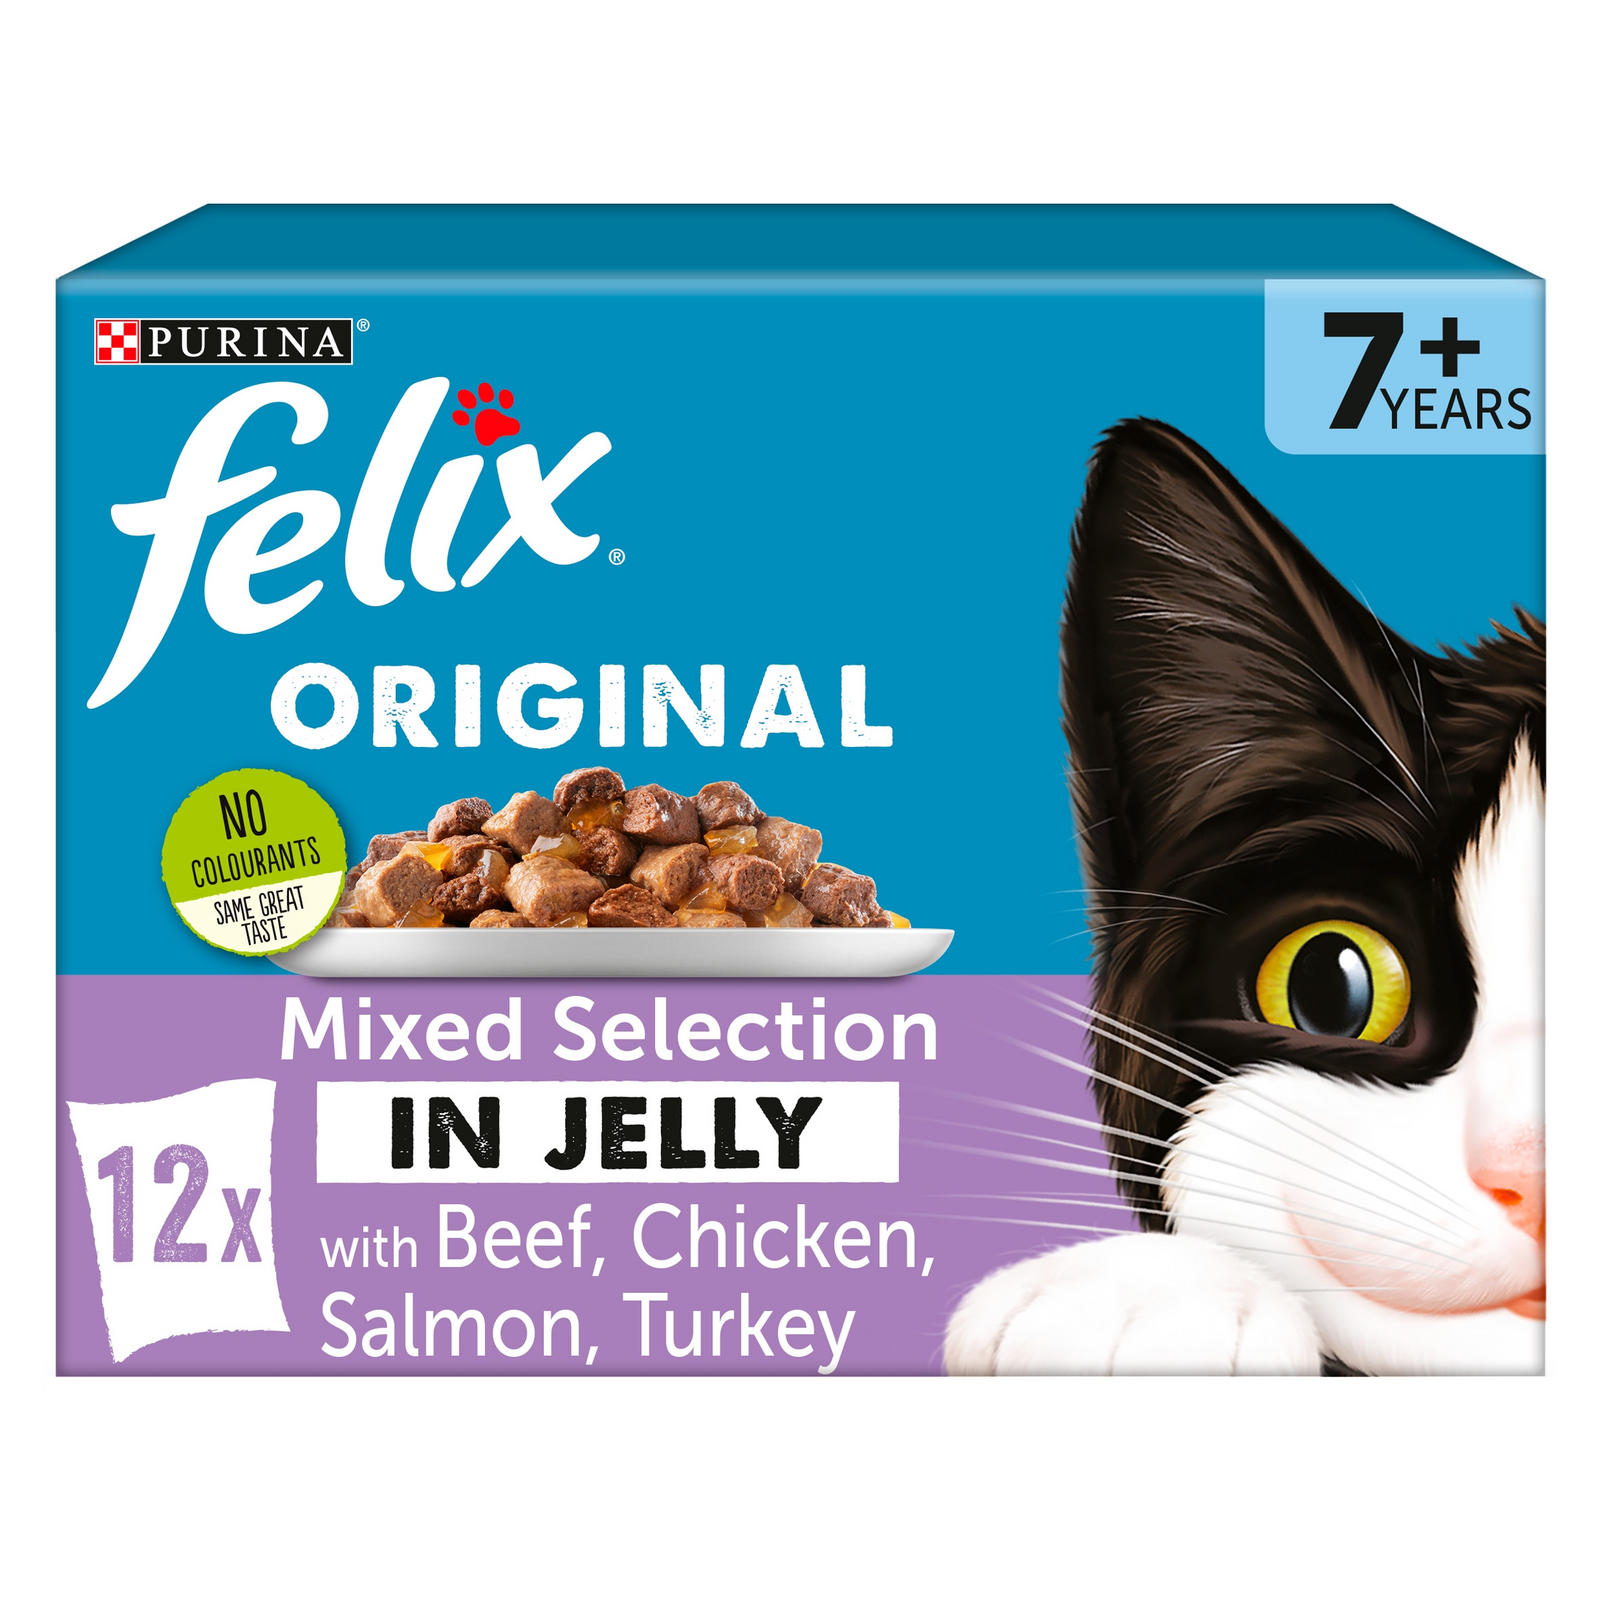 PURINA®
7+
YEARS
felix®
ORIGINAL
NO
COLOURANTS
SAME GREAT
TASTE
Mixed Selection
IN JELLY
12x
with Beef, Chicken,
Salmon, Turkey